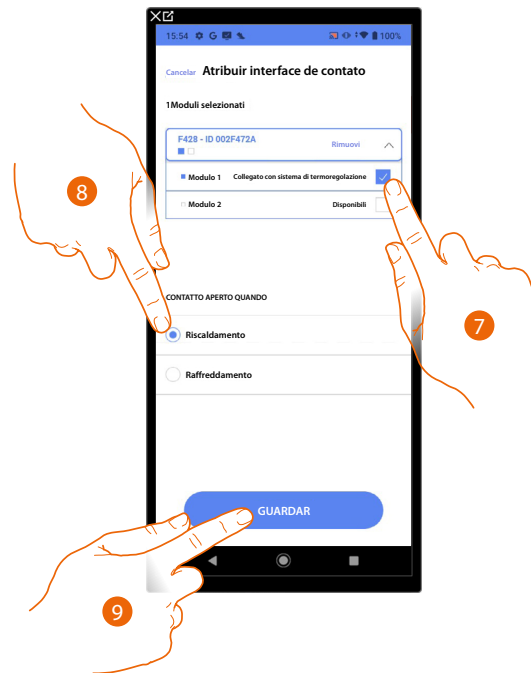 15.54 G 100%
Cancelar Atribuir interface de contato
1Moduli selezionati
F428 - ID 002F472A Rimuovi
Modulo 1 Collegato con sistema di termoregolazione
Modulo 2 Disponibili
CONTATTO APERTO QUANDO
Riscaldamento
Raffreddamento
GUARDAR
8
7
9